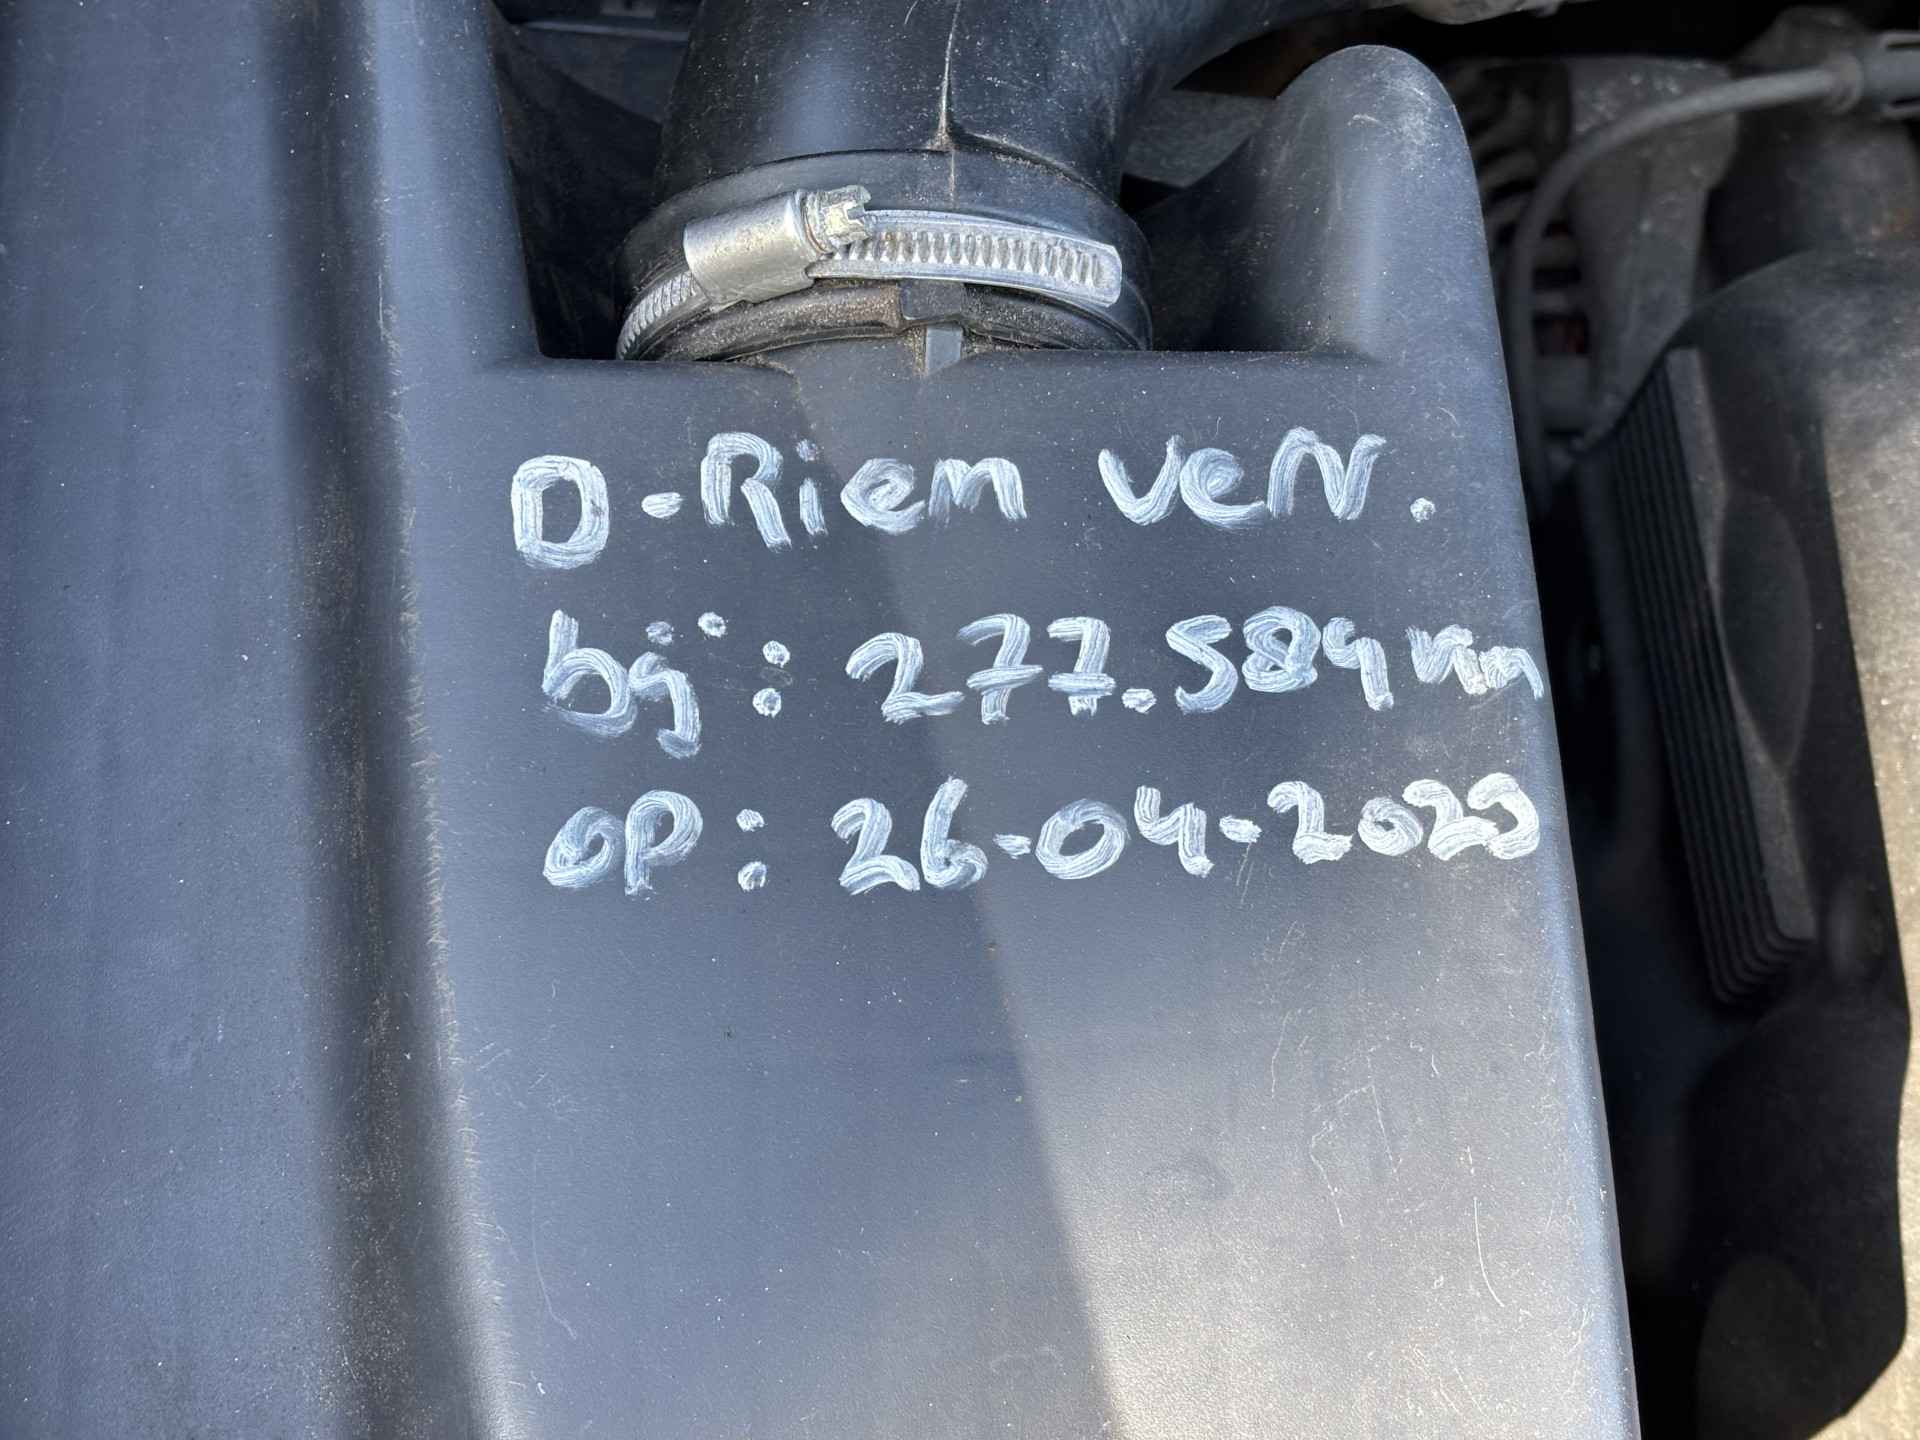 D-Riem ven.
bij: 277.584 km
op: 26-04-2023